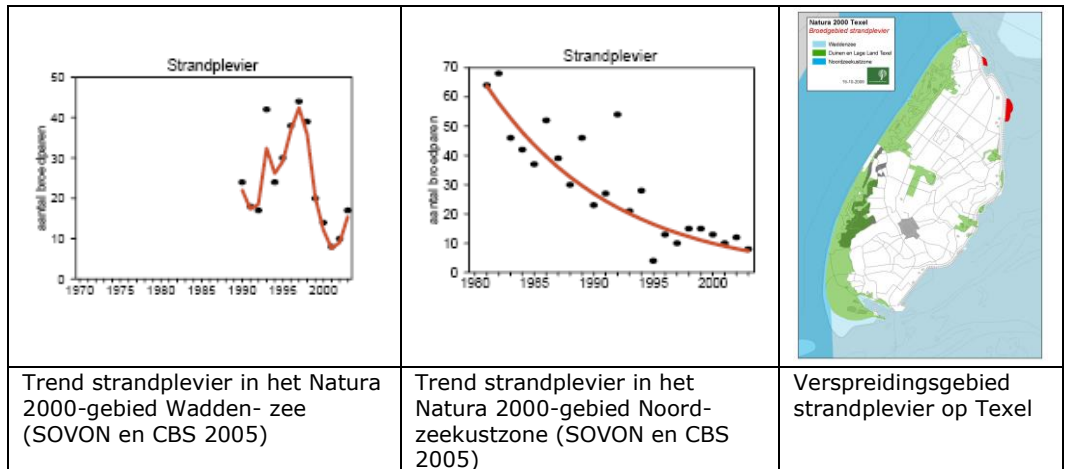 Strandplevier
50
40
30
20
10
0
aantal broedparen
1970 1975 1980 1985 1990 1995 2000
Strandplevier
70
60
50
40
30
20
10
0
aantal broedparen
1980 1985 1990 1995 2000
Natura 2000 Texel
Broedgebied strandplevier
Waddenzee
Duinen en Lage Land Texel
Noordzeekustzone
Trend strandplevier in het Natura
2000-gebied Wadden- zee
(SOVON en CBS 2005)
Trend strandplevier in het
Natura 2000-gebied Noord-
zeekustzone (SOVON en CBS
2005)
Verspreidingsgebied
strandplevier op Texel